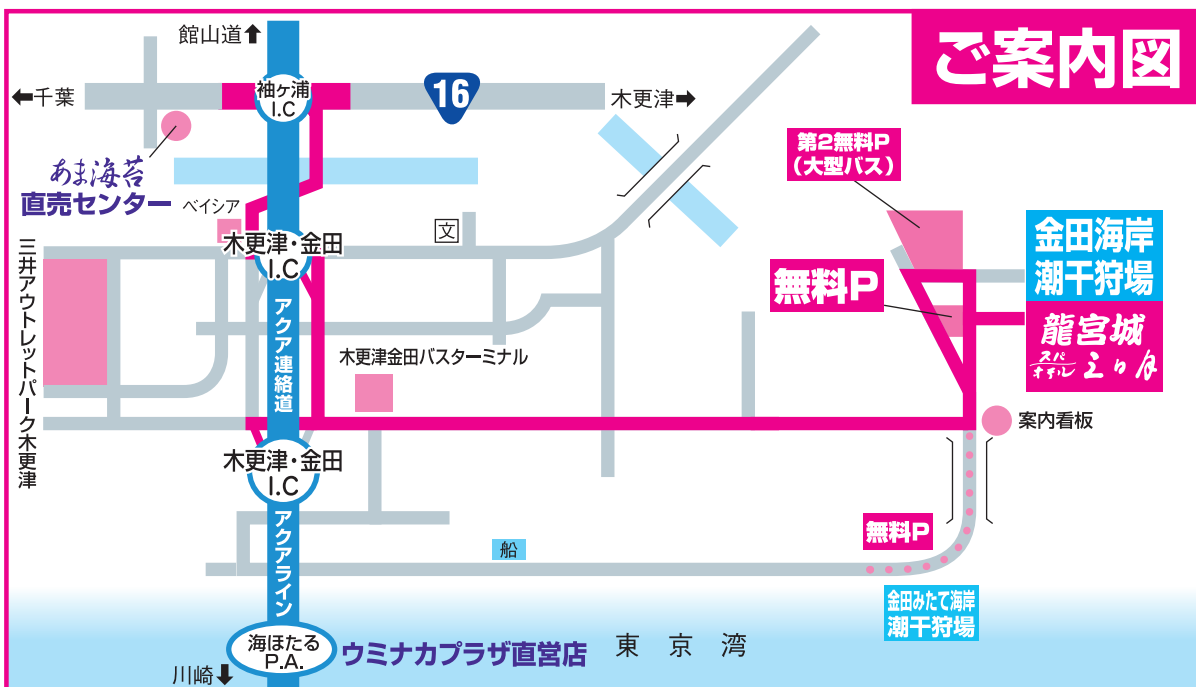 ご案内図
館山道↑
←千葉
袖ヶ浦
I.C
16
木更津→
あま海苔
直売センター
ベイシア
文
第2無料P
（大型バス）
木更津・金田
I.C
無料P
金田海岸
潮干狩場
龍宮城
スパ
ホテル
三日月
三井アウトレットパーク木更津
アクア連絡道
木更津金田バスターミナル
案内看板
木更津・金田
I.C
アクアライン
船
無料P
金田みたて海岸
潮干狩場
海ほたる
P.A.
ウミナカプラザ直営店
東京湾
川崎↓